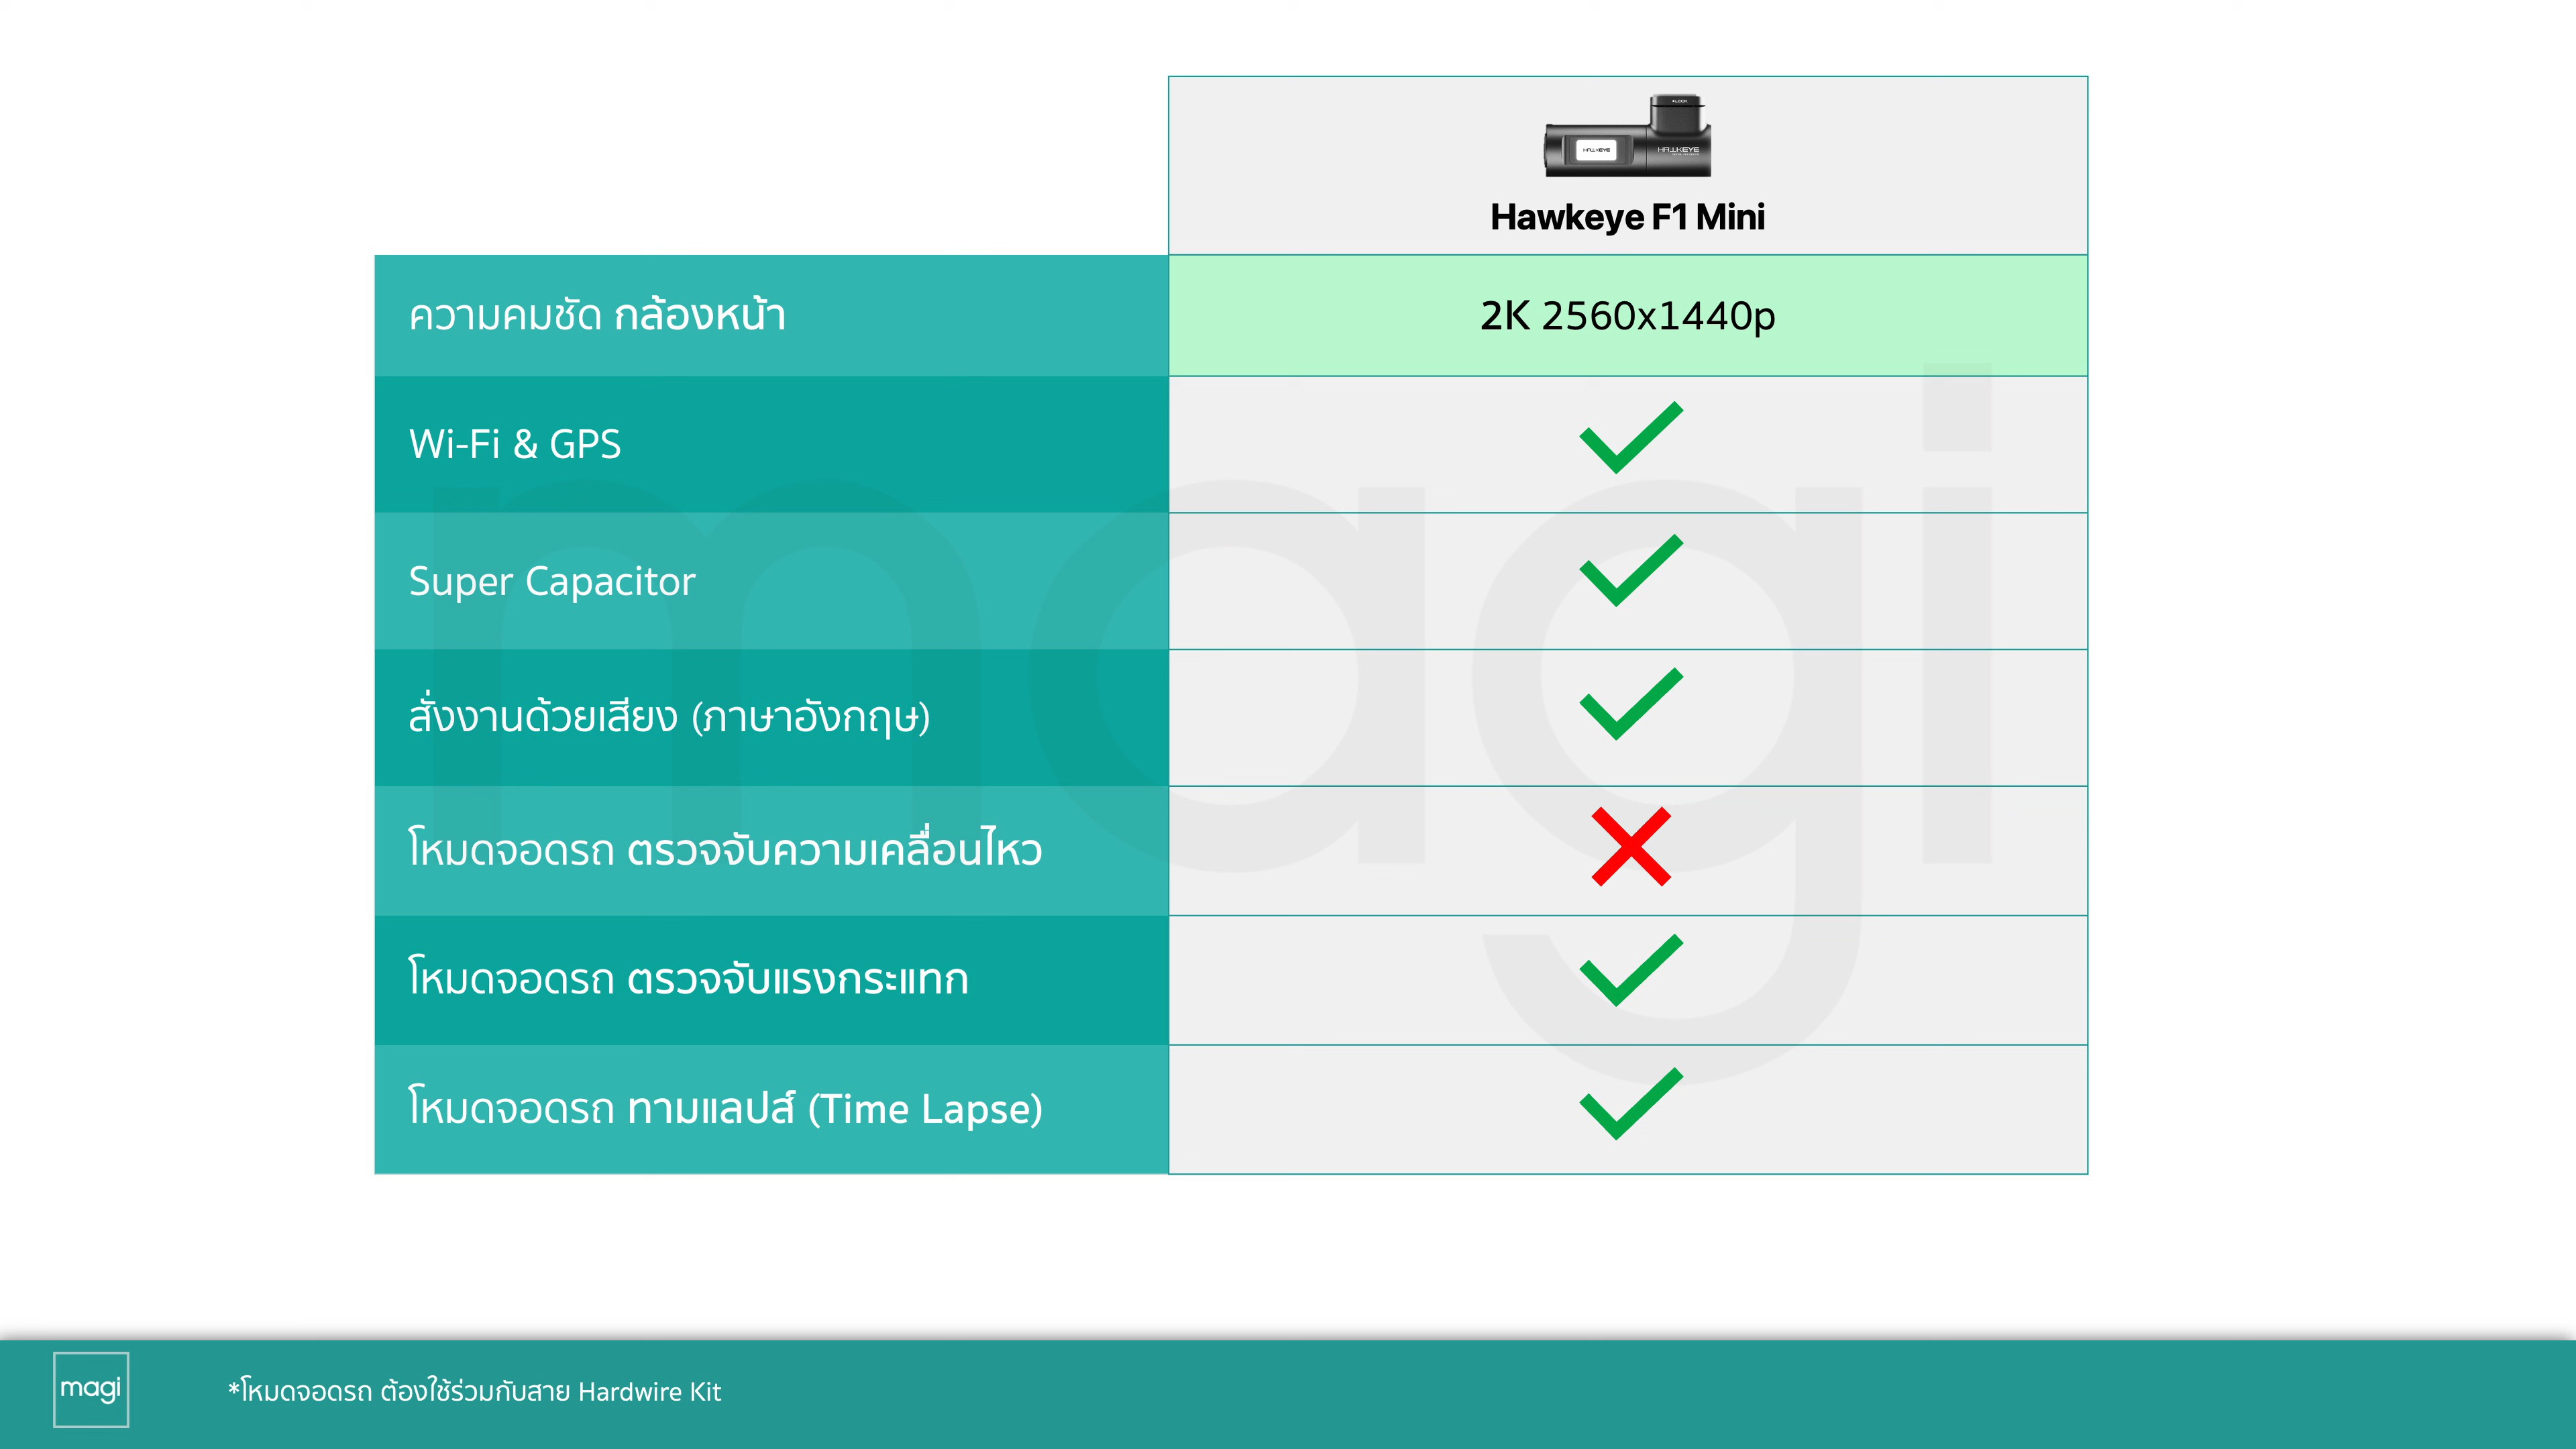 LOCK
HAWKEYE
HAWKEYE
Hawkeye F1 Mini
ความคมชัด กล้องหน้า
2K 2560x1440p
Wi-Fi & GPS
Super Capacitor
สั่งงานด้วยเสียง (ภาษาอังกฤษ)
โหมดจอดรถ ตรวจจับความเคลื่อนไหว
โหมดจอดรถ ตรวจจับแรงกระแทก
โหมดจอดรถ ทามแลปส์ (Time Lapse)
magi
magi
*โหมดจอดรถ ต้องใช้ร่วมกับสาย Hardwire Kit